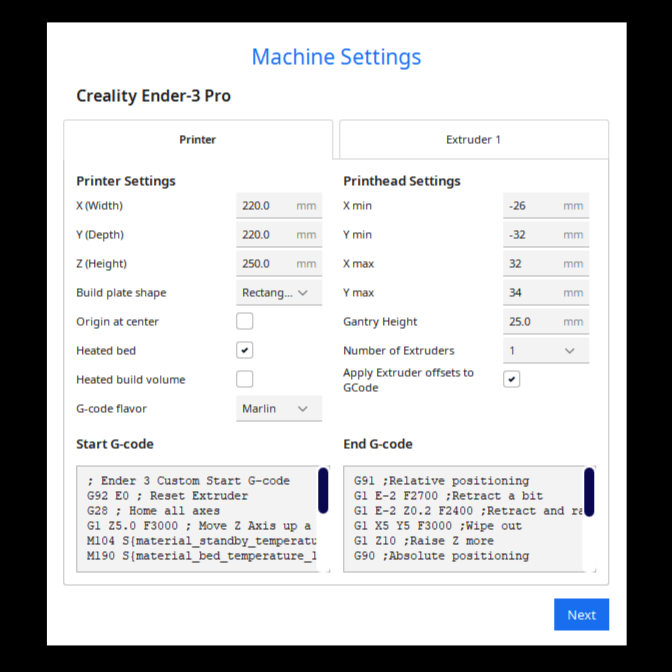 Machine Settings
Creality Ender-3 Pro
Printer
Extruder 1
Printer Settings
X (Width) 220.0 mm
Y (Depth) 220.0 mm
Z (Height) 250.0 mm
Build plate shape Rectang...
Origin at center
Heated bed
Heated build volume
G-code flavor Marlin
Printhead Settings
X min -26 mm
Y min -32 mm
X max 32 mm
Y max 34 mm
Gantry Height 25.0 mm
Number of Extruders 1
Apply Extruder offsets to
GCode
Start G-code
; Ender 3 Custom Start G-code
G92 E0 ; Reset Extruder
G28 ; Home all axes
G1 Z5.0 F3000 ; Move Z Axis up a
M104 S{material_standby_temperatu
M190 S{material_bed_temperature_l
End G-code
G91 ;Relative positioning
G1 E-2 F2700 ;Retract a bit
G1 E-2 Z0.2 F2400 ;Retract and ra
G1 X5 Y5 F3000 ;Wipe out
G1 Z10 ;Raise Z more
G90 ;Absolute positioning
Next